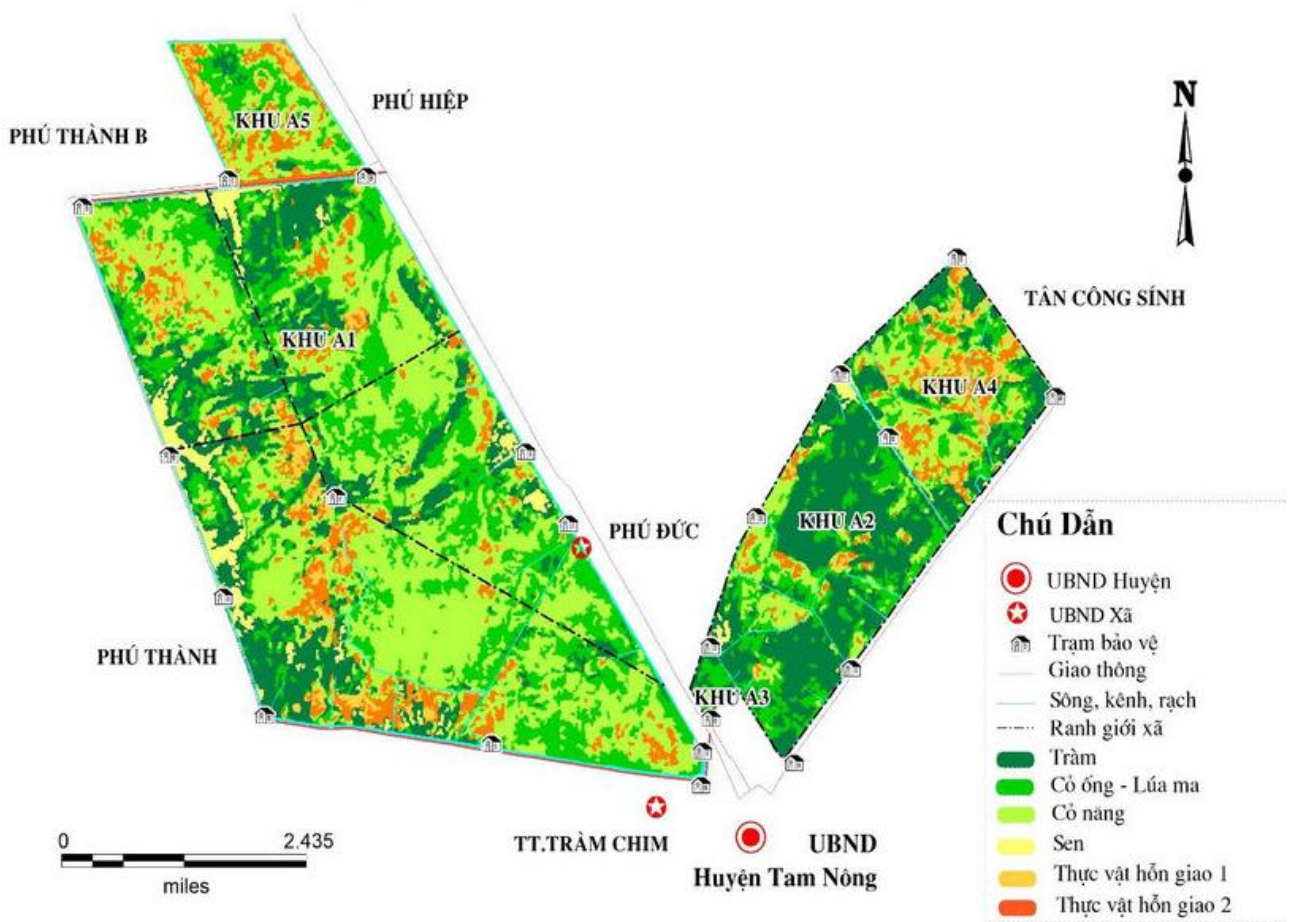 PHÚ HIỆP
KHU A5
PHÚ THÀNH B
N
TÂN CÔNG SÍNH
KHU A1
KHU A4
KHU A2
PHÚ ĐỨC
PHÚ THÀNH
KHU A3
TT.TRÀM CHIM
UBND
Huyện Tam Nông
0 2.435
miles
Chú Dẫn
UBND Huyện
UBND Xã
Trạm bảo vệ
Giao thông
Sông, kênh, rạch
Ranh giới xã
Tràm
Cỏ ống - Lúa ma
Cỏ năng
Sen
Thực vật hỗn giao 1
Thực vật hỗn giao 2